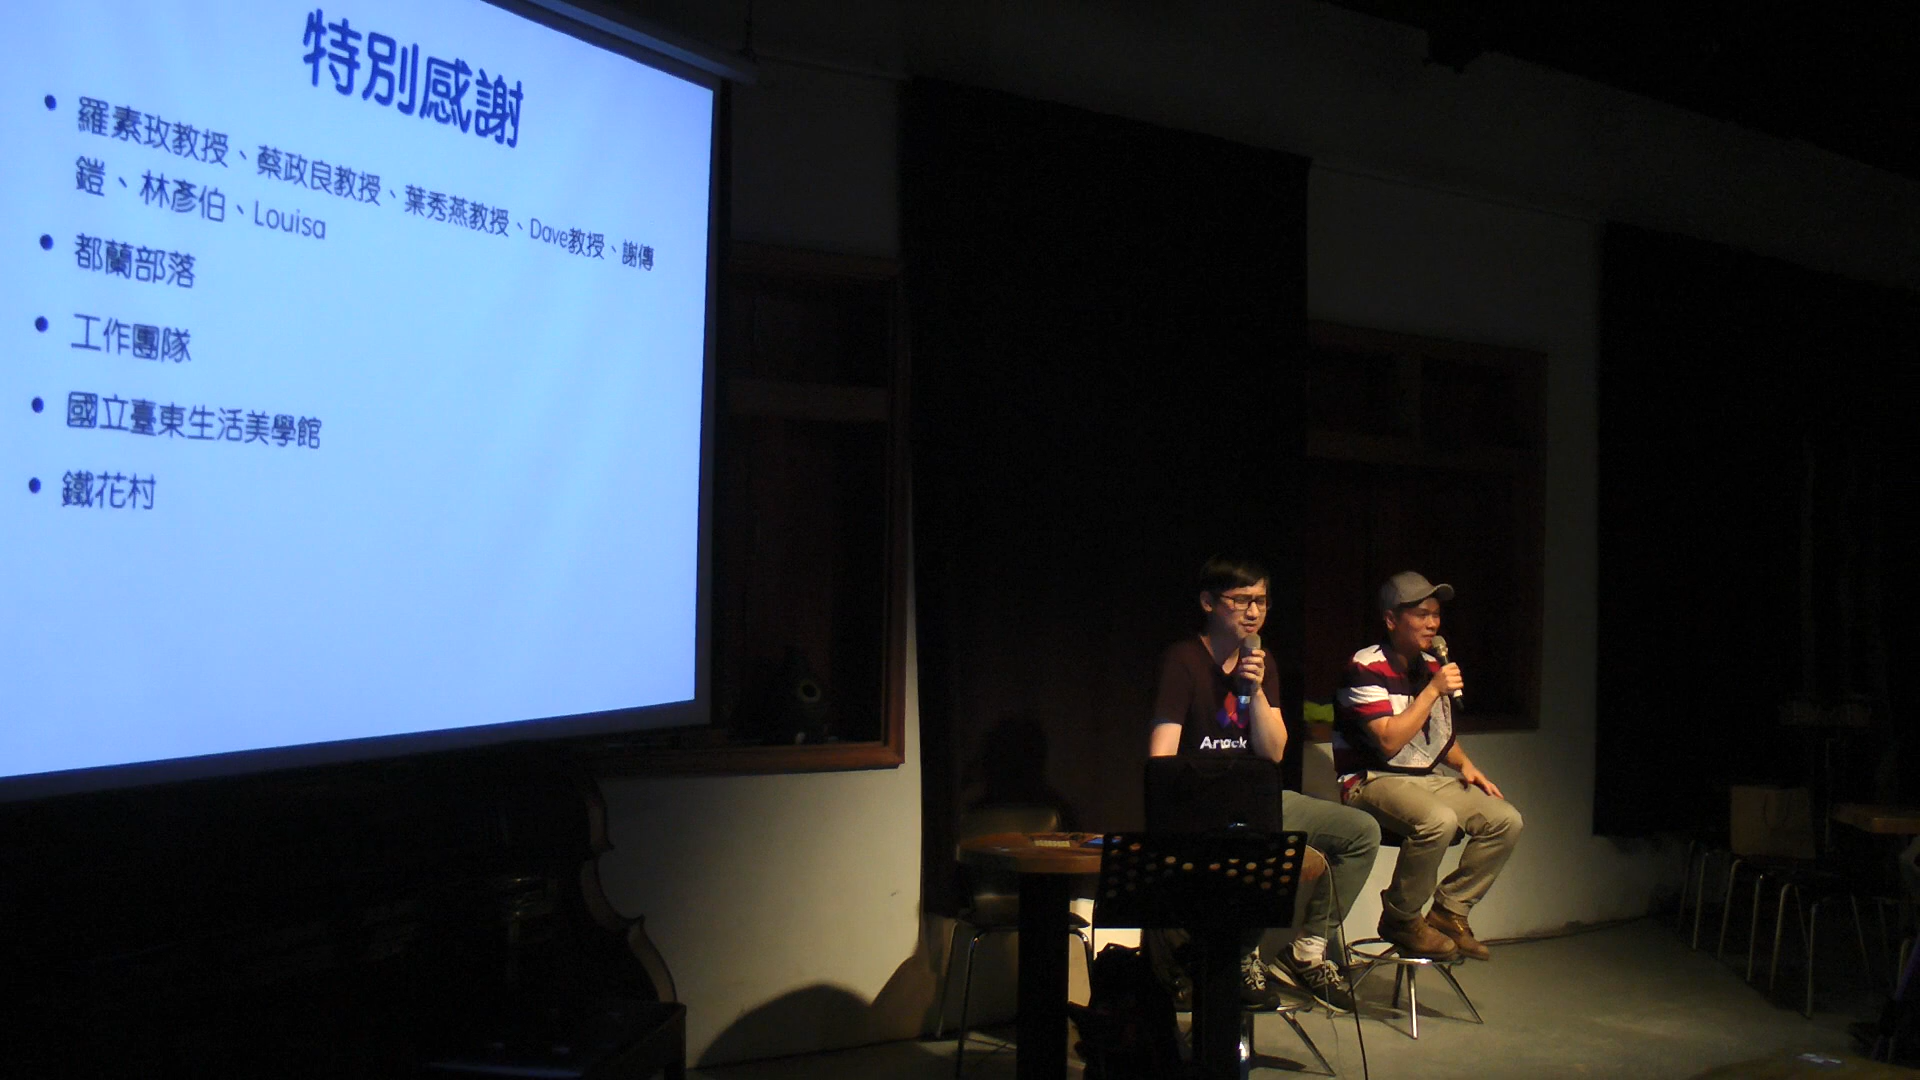 特別感謝
• 羅素玫教授、蔡政良教授、葉秀燕教授、Dave教授、謝傳
鎧、林彥伯、Louisa
• 都蘭部落
• 工作團隊
• 國立臺東生活美學館
• 鐵花村